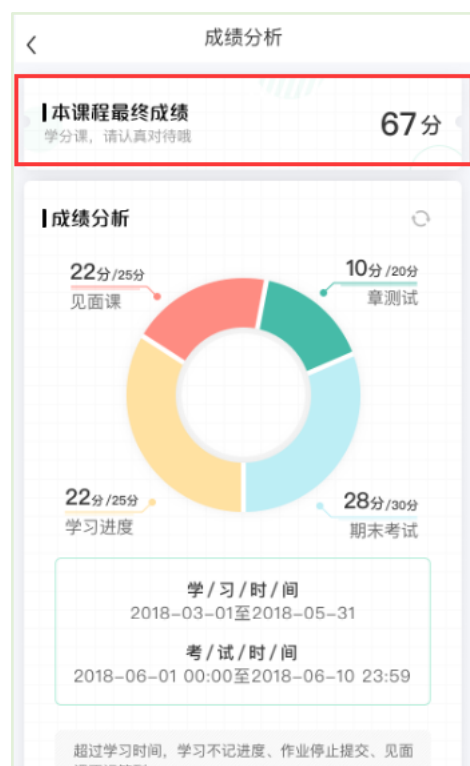 成绩分析
本课程最终成绩
67分
学分课，请认真对待哦
成绩分析
22分/25分
见面课
10分/20分
章测试
22分/25分
学习进度
28分/30分
期末考试
学/习/时/间
2018-03-01至2018-05-31
考/试/时/间
2018-06-01 00:00至2018-06-10 23:59
超过学习时间，学习不记进度、作业停止提交、见面